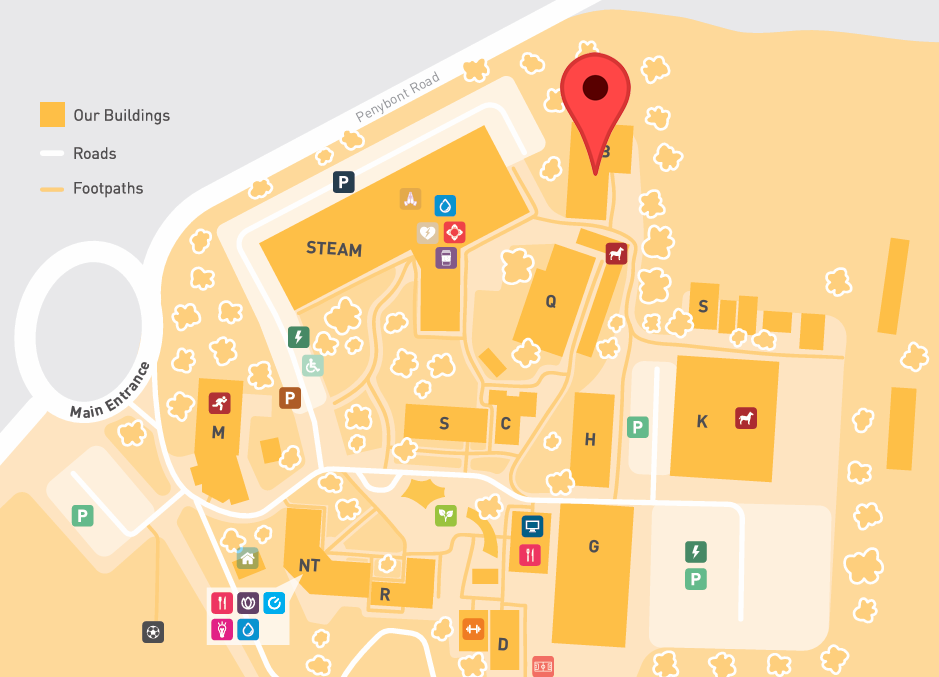 Our Buildings
Roads
Footpaths
Penybont Road
B
P
STEAM
Q
S
Main Entrance
P
M
S
C
H
P
K
P
G
NT
R
P
D